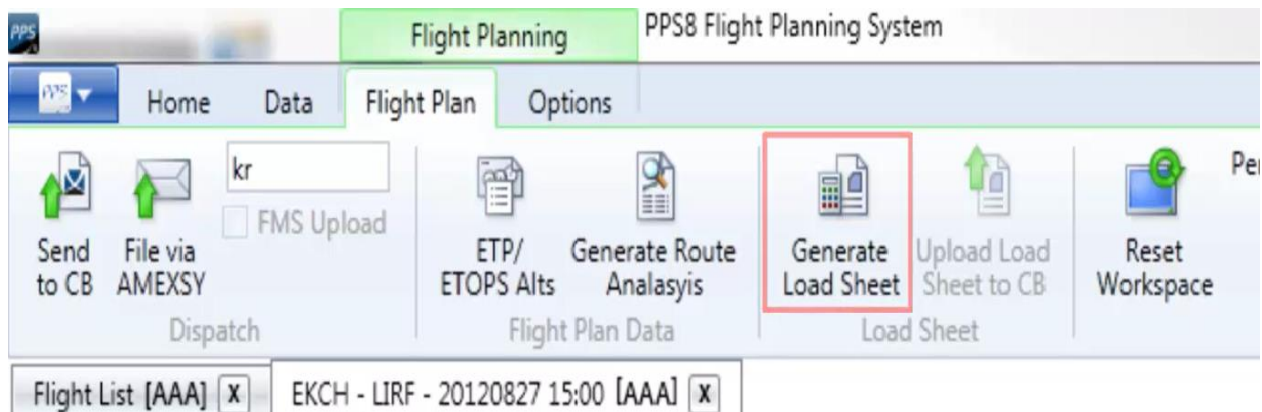 PPS
Flight Planning PPS8 Flight Planning System
PPS Home Data Flight Plan Options
kr
FMS Upload
Send to CB
File via AMEXSY
ETP/ ETOPS Alts
Generate Route Analasyis
Generate Load Sheet
Upload Load Sheet to CB
Reset Workspace
Per
Dispatch Flight Plan Data Load Sheet
Flight List [AAA] x EKCH - LIRF - 20120827 15:00 [AAA] x